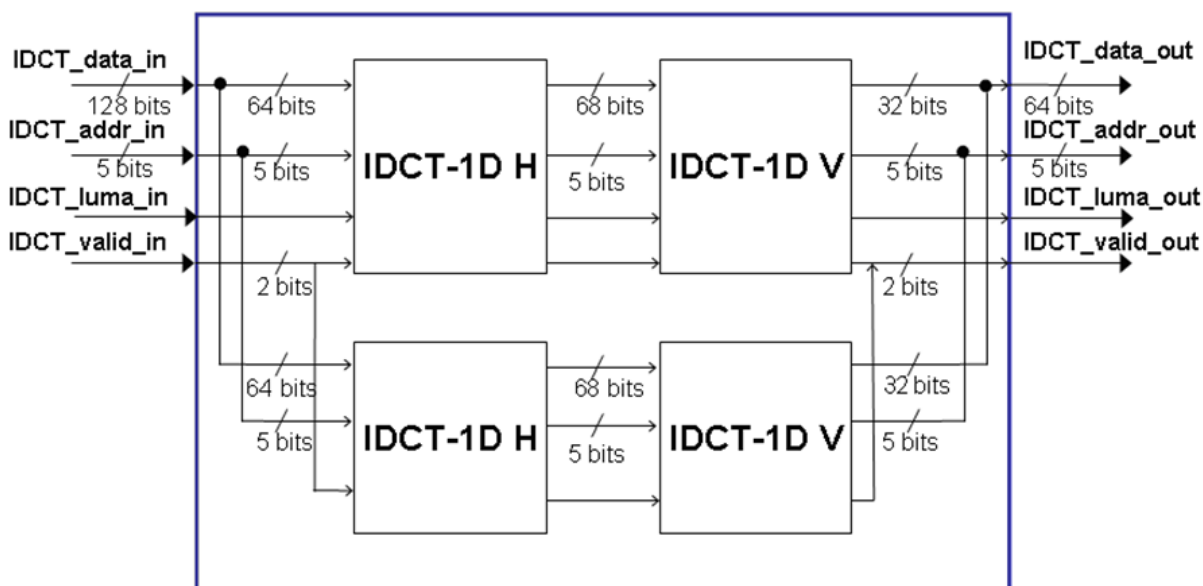 IDCT_data_in
128 bits
64 bits
68 bits
32 bits
IDCT_data_out
64 bits
IDCT_addr_in
5 bits
5 bits
IDCT-1D H
5 bits
IDCT-1D V
5 bits
IDCT_addr_out
5 bits
IDCT_luma_in
IDCT_luma_out
IDCT_valid_in
2 bits
2 bits
IDCT_valid_out
64 bits
68 bits
32 bits
5 bits
IDCT-1D H
5 bits
IDCT-1D V
5 bits